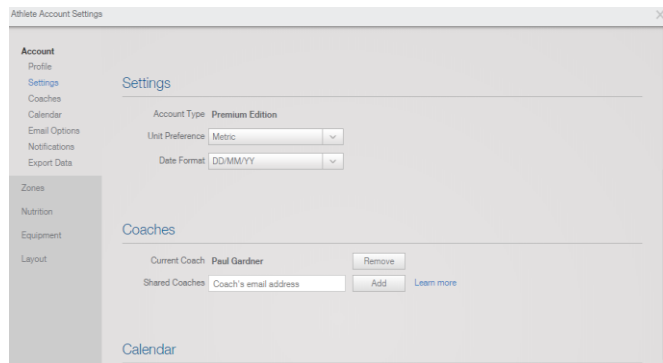 Athlete Account Settings X
Account
Profile
Settings
Coaches
Calendar
Email Options
Notifications
Export Data
Zones
Nutrition
Equipment
Layout
Settings
Account Type Premium Edition
Unit Preference Metric
Date Format DD/MM/YY
Coaches
Current Coach Paul Gardner Remove
Shared Coaches Coach's email address Add Learn more
Calendar